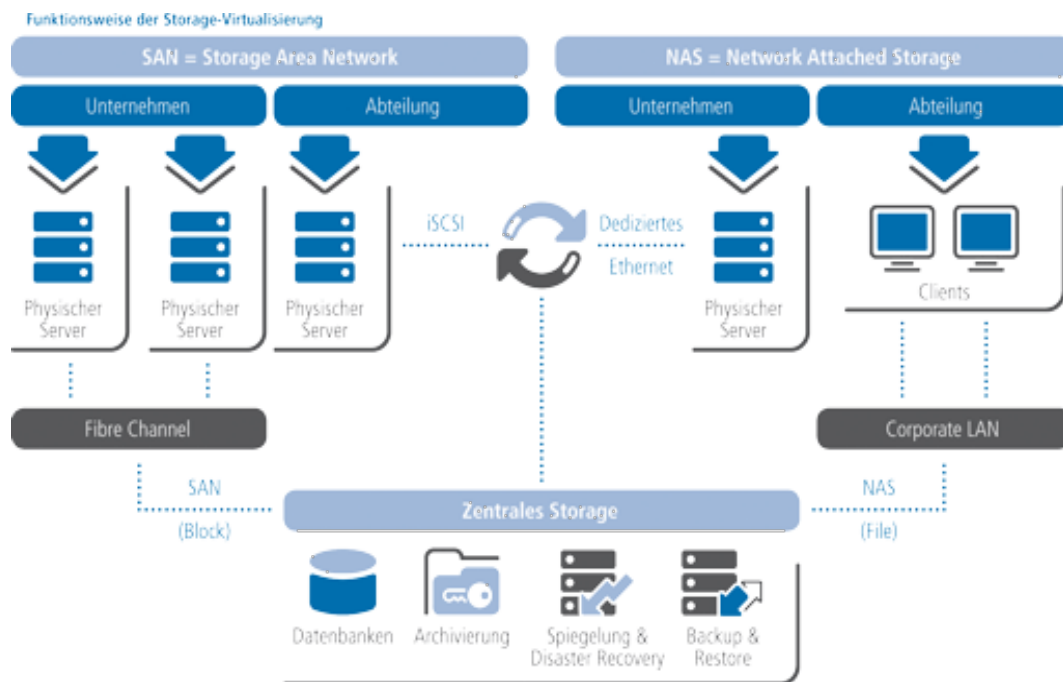 Funktionsweise der Storage-Virtualisierung
SAN = Storage Area Network
NAS = Network Attached Storage
Unternehmen
Abteilung
Unternehmen
Abteilung
iSCSI
Dediziertes
Ethernet
Physischer
Server
Physischer
Server
Physischer
Server
Physischer
Server
Clients
Fibre Channel
Corporate LAN
SAN
(Block)
NAS
(File)
Zentrales Storage
Datenbanken
Archivierung
Spiegelung &
Disaster Recovery
Backup &
Restore